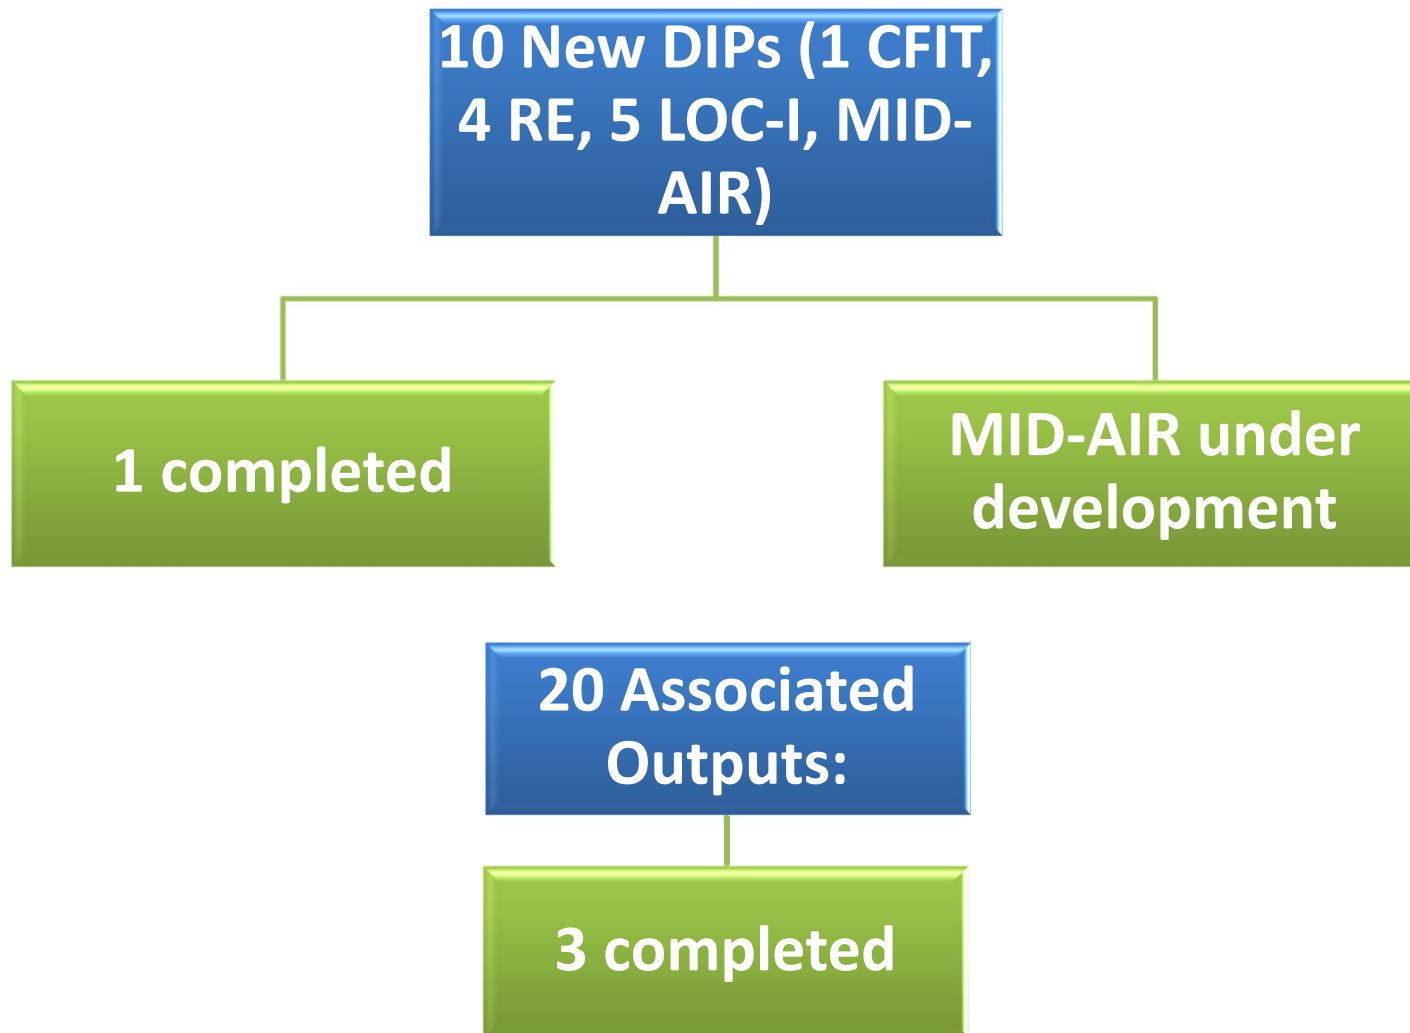 10 New DIPs (1 CFIT,
4 RE, 5 LOC-I, MID-
AIR)
1 completed
MID-AIR under
development
20 Associated
Outputs:
3 completed